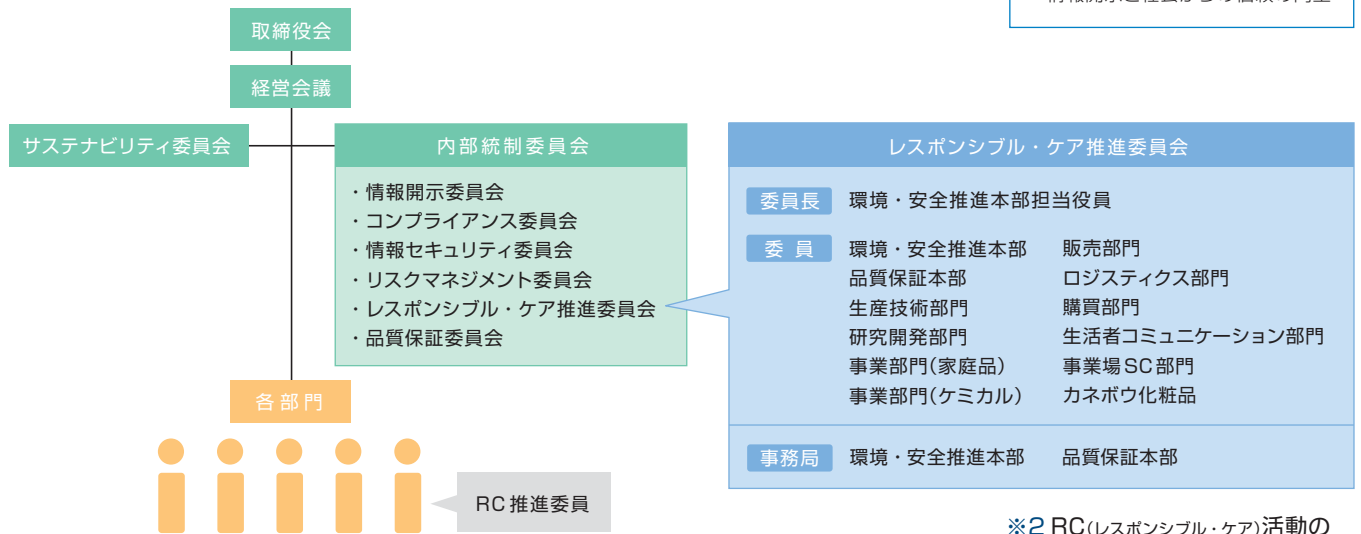 取締役会
経営会議
サステナビリティ委員会
内部統制委員会
・情報開示委員会
・コンプライアンス委員会
・情報セキュリティ委員会
・リスクマネジメント委員会
・レスポンシブル・ケア推進委員会
・品質保証委員会
各部門
RC推進委員
レスポンシブル・ケア推進委員会
委員長 環境・安全推進本部担当役員
委員 環境・安全推進本部 販売部門
品質保証本部 ロジスティクス部門
生産技術部門 購買部門
研究開発部門 生活者コミュニケーション部門
事業部門(家庭品) 事業場SC部門
事業部門(ケミカル) カネボウ化粧品
事務局 環境・安全推進本部 品質保証本部
※2 RC(レスポンシブル・ケア)活動の